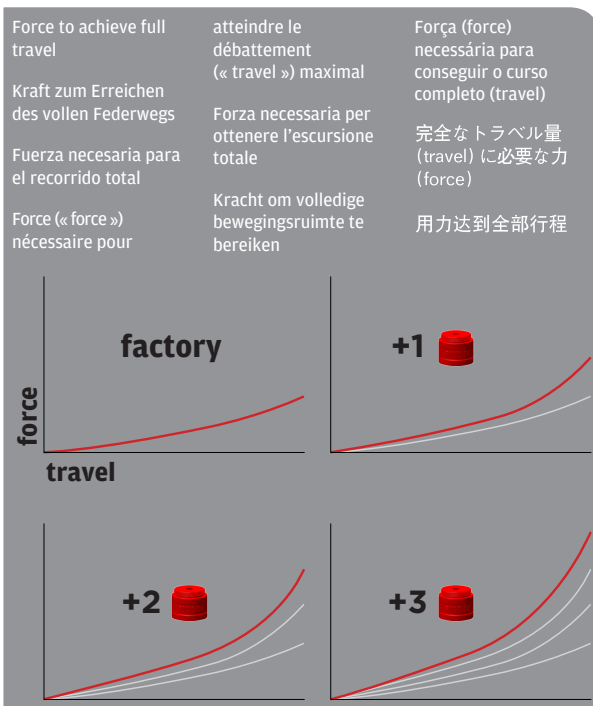 Force to achieve full
travel
Kraft zum Erreichen
des vollen Federwegs
Fuerza necesaria para
el recorrido total
Force (« force »)
nécessaire pour
atteindre le
débattement
(« travel ») maximal
Forza necessaria per
ottenere l’escursione
totale
Kracht om volledige
bewegingsruimte te
bereiken
Força (force)
necessária para
conseguir o curso
completo (travel)
完全なトラベル量
(travel) に必要な力
(force)
用力达到全部行程
factory
force
travel
+1
+2
+3